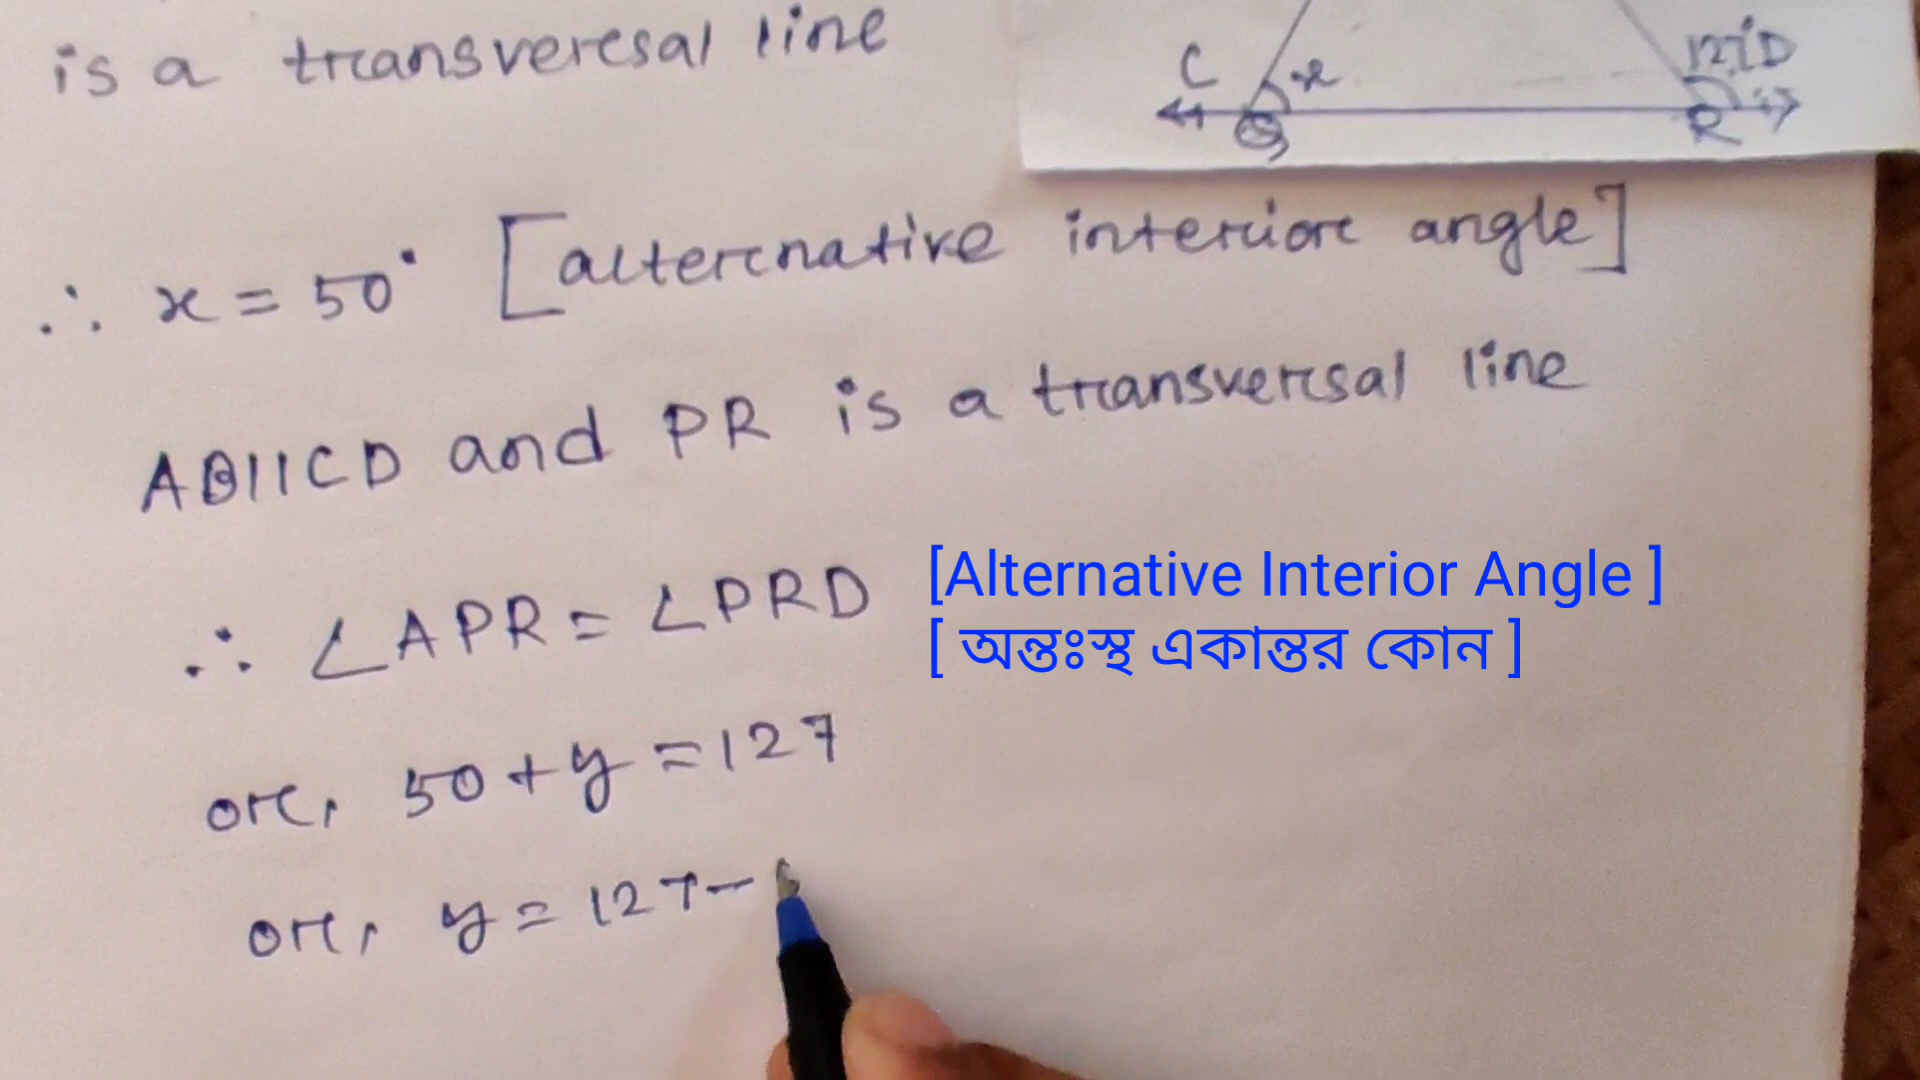 is a transversal line
C x 127° D
Q R
∴ x = 50° [alternative interior angle]
AB||CD and PR is a transversal line
∴ ∠APR = ∠PRD [Alternative Interior Angle ]
[ অন্তঃস্থ একান্তর কোন ]
or, 50 + y = 127
or, y = 127 -